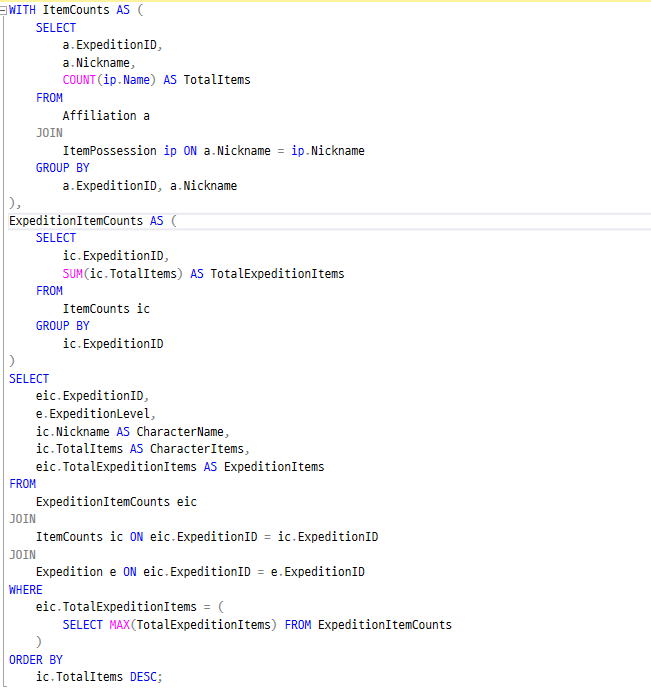 WITH ItemCounts AS (
SELECT
a.ExpeditionID,
a.Nickname,
COUNT(ip.Name) AS TotalItems
FROM
Affiliation a
JOIN
ItemPossession ip ON a.Nickname = ip.Nickname
GROUP BY
a.ExpeditionID, a.Nickname
),
ExpeditionItemCounts AS (
SELECT
ic.ExpeditionID,
SUM(ic.TotalItems) AS TotalExpeditionItems
FROM
ItemCounts ic
GROUP BY
ic.ExpeditionID
)
SELECT
eic.ExpeditionID,
e.ExpeditionLevel,
ic.Nickname AS CharacterName,
ic.TotalItems AS CharacterItems,
eic.TotalExpeditionItems AS ExpeditionItems
FROM
ExpeditionItemCounts eic
JOIN
ItemCounts ic ON eic.ExpeditionID = ic.ExpeditionID
JOIN
Expedition e ON eic.ExpeditionID = e.ExpeditionID
WHERE
eic.TotalExpeditionItems = (
SELECT MAX(TotalExpeditionItems) FROM ExpeditionItemCounts
)
ORDER BY
ic.TotalItems DESC;